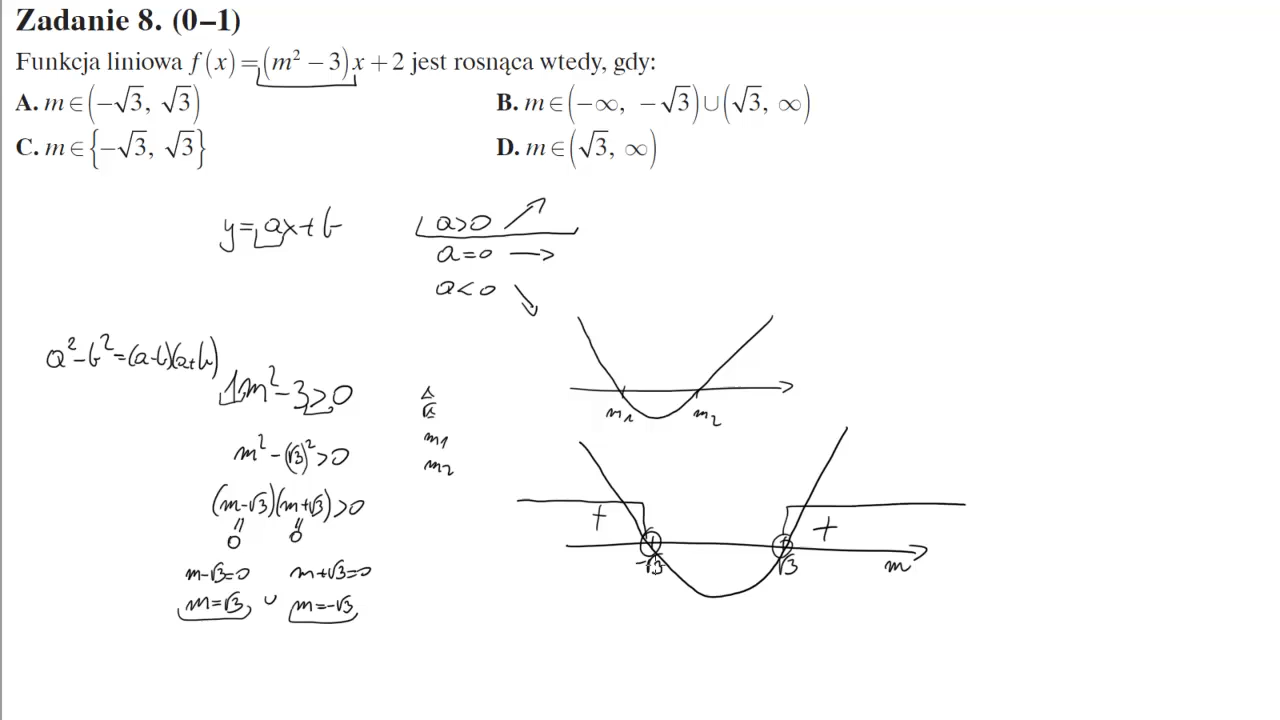 Zadanie 8. (0–1)
Funkcja liniowa f(x)=(m²−3)x+2 jest rosnąca wtedy, gdy:
A. m∈(−√3, √3)
B. m∈(−∞, −√3)∪(√3, ∞)
C. m∈{−√3, √3}
D. m∈(√3, ∞)
y=ax+b
a>0
a=0
a<0
a²-b²=(a-b)(a+b)
1m²-3>0
m²-(√3)²>0
(m-√3)(m+√3)>0
0 0
m-√3=0 m+√3=0
m=√3 ∪ m=-√3
Δ
m1
m2
m1 m2
+ +
-√3 √3 m